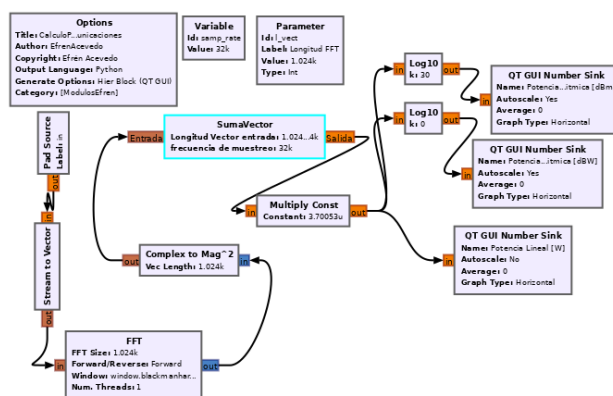 Options
Title: CalculoP...unicaciones
Author: EfrenAcevedo
Copyright: Efrén Acevedo
Output Language: Python
Generate Options: Hier Block (QT GUI)
Category: [ModulosEfren]
Variable
Id: samp_rate
Value: 32k
Parameter
Id: l_vect
Label: Longitud FFT
Value: 1.024k
Type: Int
Pad Source
Label: in
out
in
Stream to Vector
out
in
FFT
FFT Size: 1.024k
Forward/Reverse: Forward
Window: window.blackmanhar...
Num. Threads: 1
out
out
Complex to Mag^2
Vec Length: 1.024k
in
Entrada
SumaVector
Longitud Vector entrada: 1.024...4k
frecuencia de muestreo: 32k
Salida
in
Multiply Const
Constant: 3.70053u
out
in
Log10
k: 30
out
in
Log10
k: 0
out
in
QT GUI Number Sink
Name: Potencia...itmica [dBm]
Autoscale: Yes
Average: 0
Graph Type: Horizontal
in
QT GUI Number Sink
Name: Potencia...itmica [dBW]
Autoscale: Yes
Average: 0
Graph Type: Horizontal
in
QT GUI Number Sink
Name: Potencia Lineal [W]
Autoscale: No
Average: 0
Graph Type: Horizontal